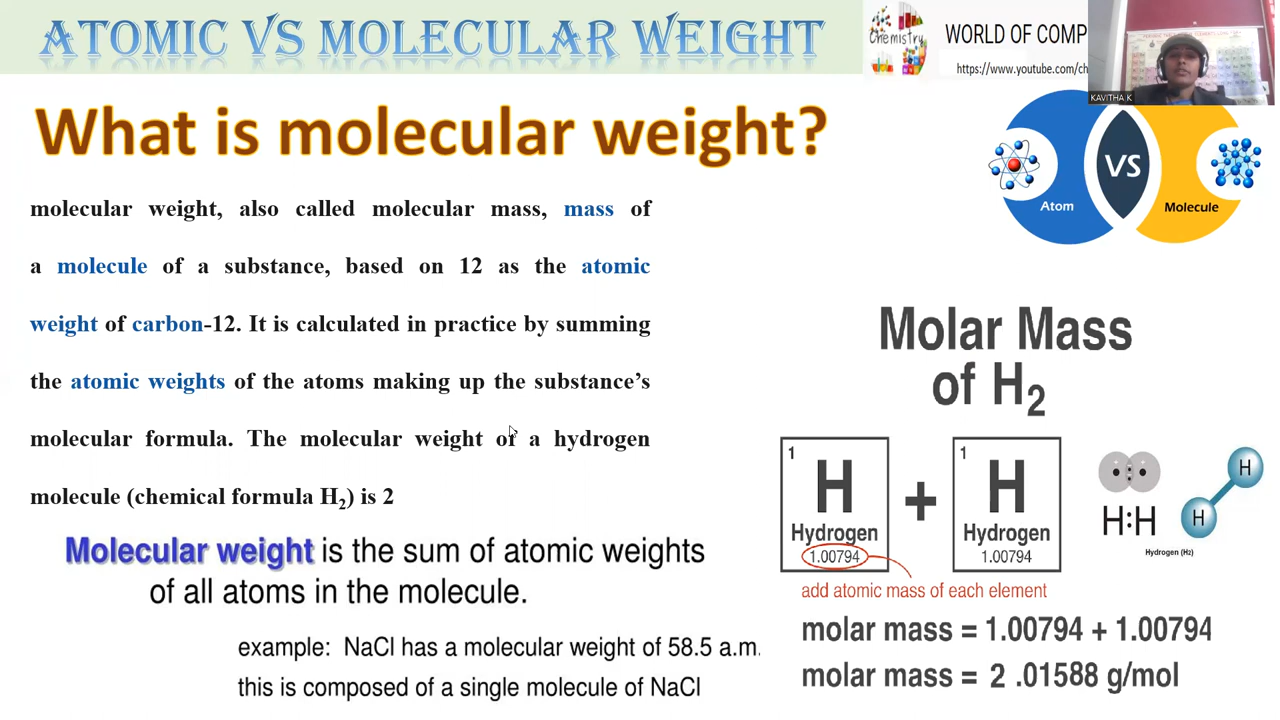 ATOMIC VS MOLECULAR WEIGHT
Chemistry
WORLD OF COMP
https://www.youtube.com/ch
KAVITHA K
What is molecular weight?
molecular weight, also called molecular mass, mass of
a molecule of a substance, based on 12 as the atomic
weight of carbon-12. It is calculated in practice by summing
the atomic weights of the atoms making up the substance’s
molecular formula. The molecular weight of a hydrogen
molecule (chemical formula H₂) is 2
Molecular weight is the sum of atomic weights
of all atoms in the molecule.
example: NaCl has a molecular weight of 58.5 a.m.
this is composed of a single molecule of NaCl
Atom
VS
Molecule
Molar Mass
of H₂
1
H
Hydrogen
1.00794
+
1
H
Hydrogen
1.00794
H:H
H
H
Hydrogen (H₂)
add atomic mass of each element
molar mass = 1.00794 + 1.00794
molar mass = 2 .01588 g/mol